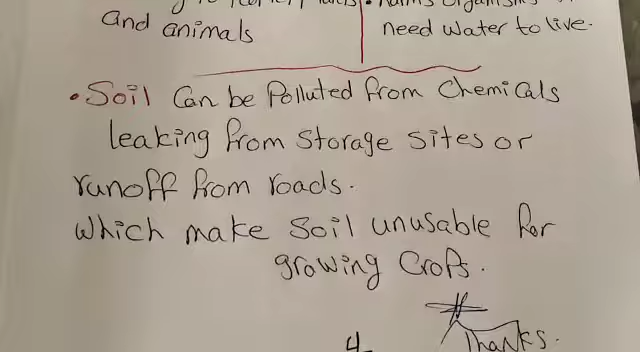 and animals
need water to live.
• Soil Can be Polluted from Chemicals
leaking from Storage Sites or
runoff from roads.
Which make Soil unusable for
growing Crops.
Thanks.
4